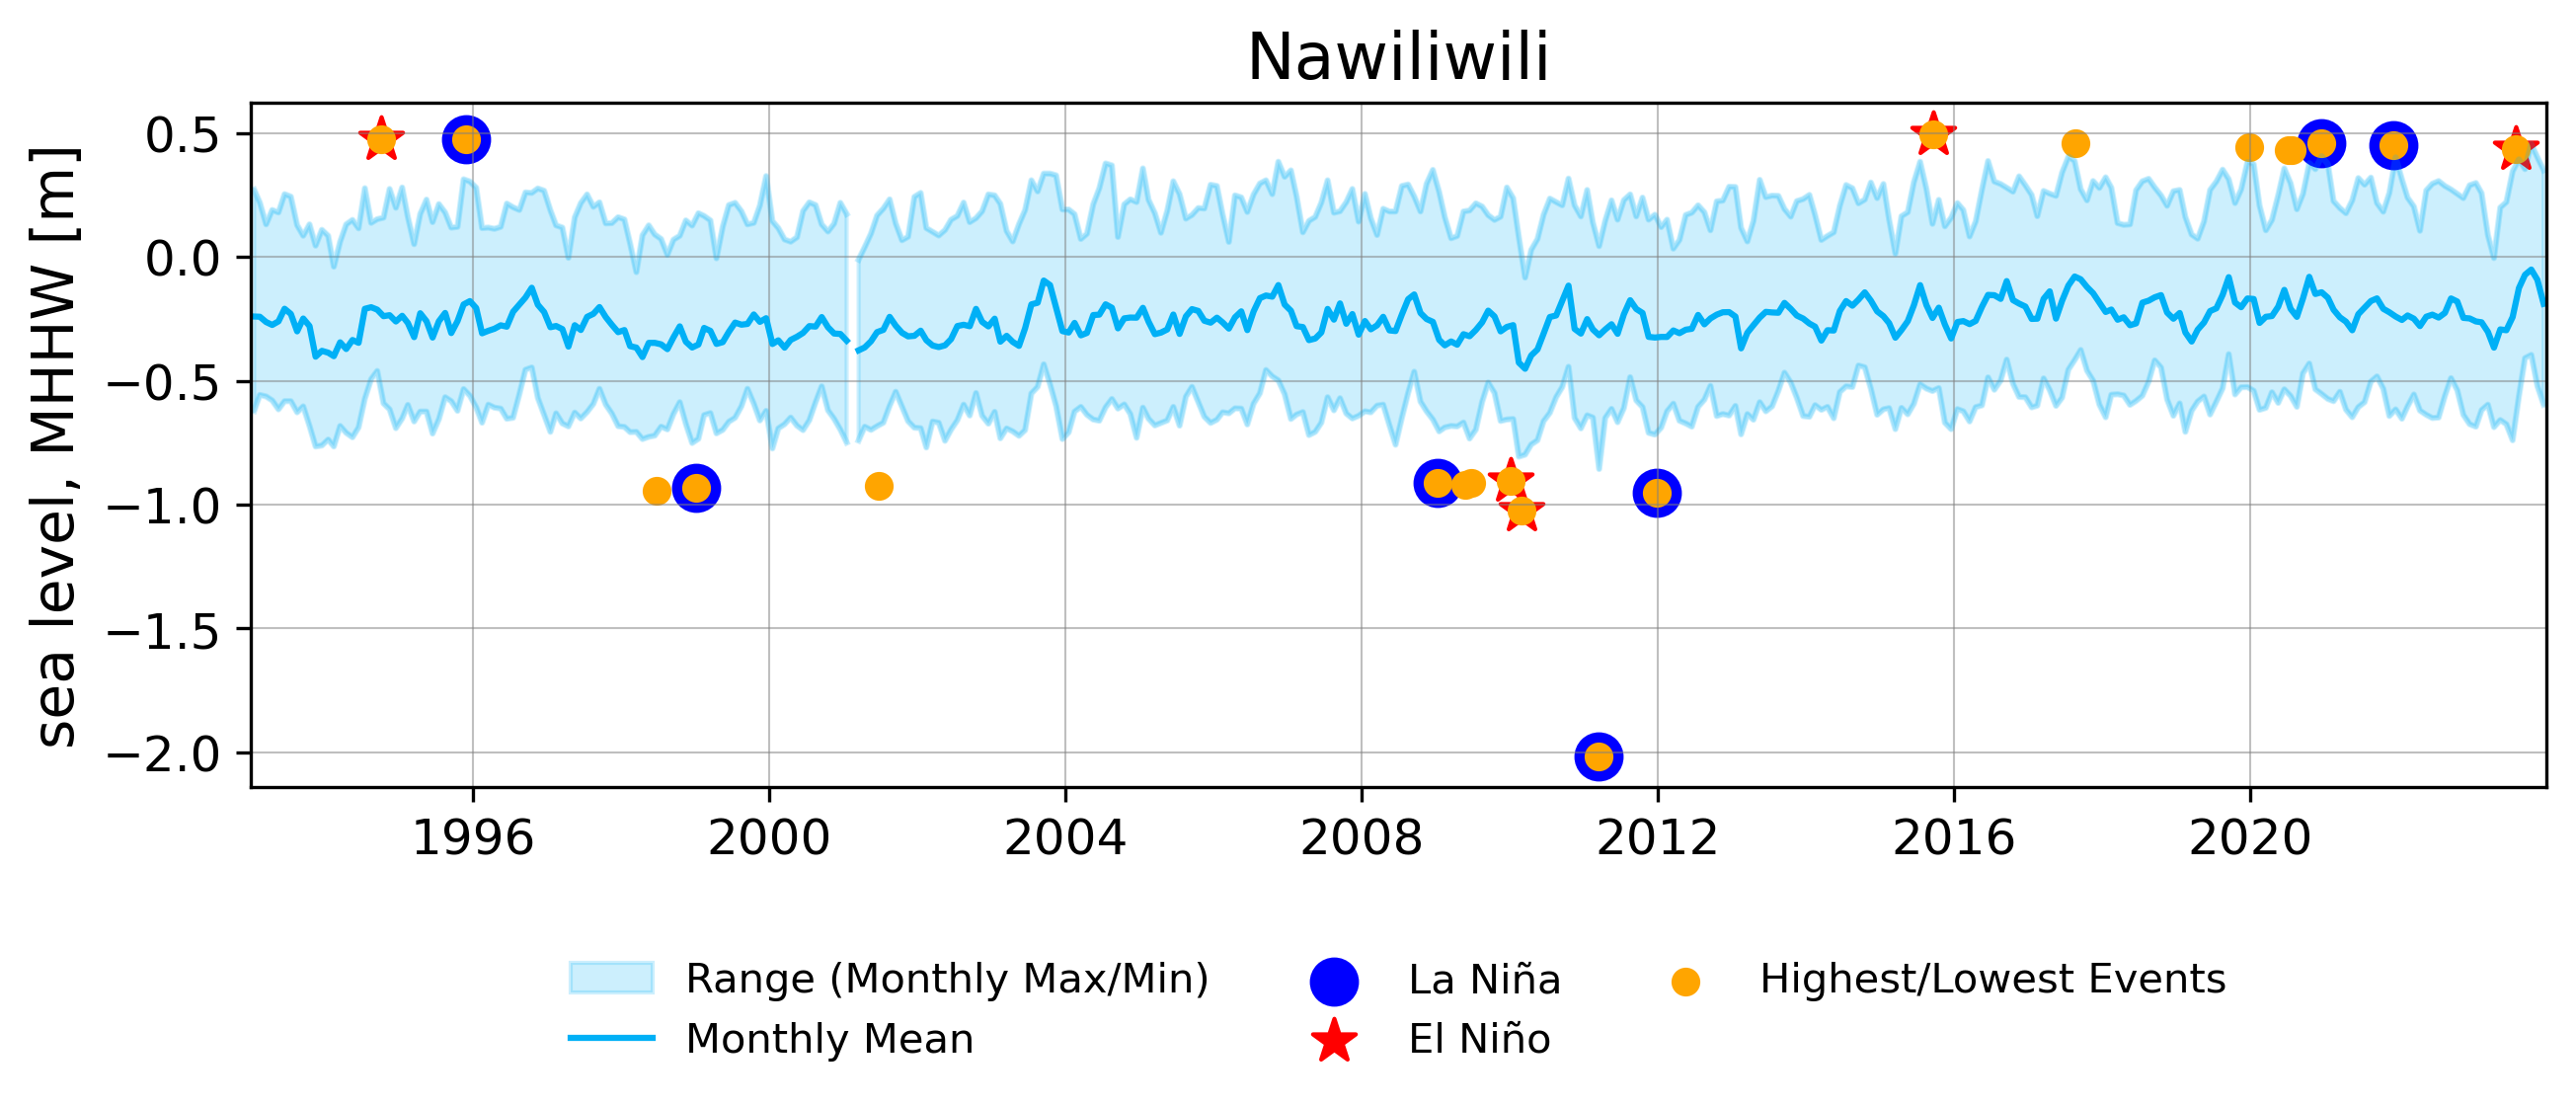 Nawiliwili
sea level, MHHW [m]
0.5
0.0
−0.5
−1.0
−1.5
−2.0
1996 2000 2004 2008 2012 2016 2020
Range (Monthly Max/Min) La Niña Highest/Lowest Events
Monthly Mean El Niño